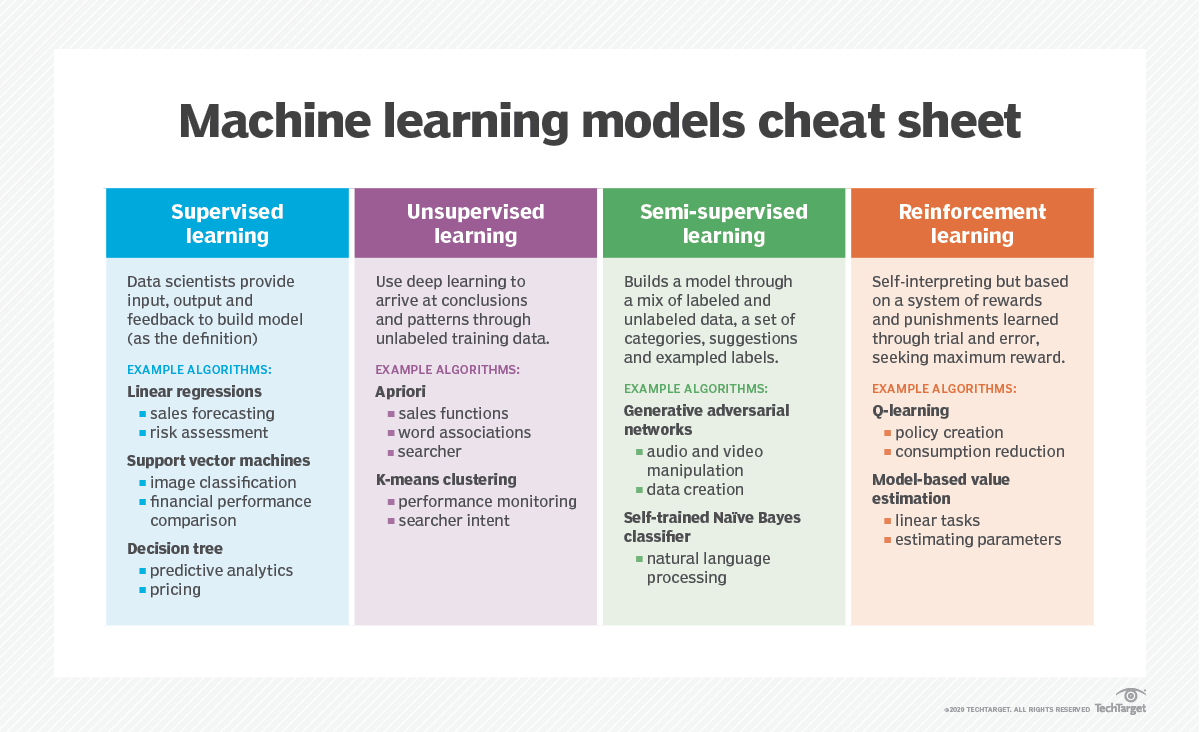 Machine learning models cheat sheet
Supervised
learning
Data scientists provide
input, output and
feedback to build model
(as the definition)
EXAMPLE ALGORITHMS:
Linear regressions
sales forecasting
risk assessment
Support vector machines
image classification
financial performance
comparison
Decision tree
predictive analytics
pricing
Unsupervised
learning
Use deep learning to
arrive at conclusions
and patterns through
unlabeled training data.
EXAMPLE ALGORITHMS:
Apriori
sales functions
word associations
searcher
K-means clustering
performance monitoring
searcher intent
Semi-supervised
learning
Builds a model through
a mix of labeled and
unlabeled data, a set of
categories, suggestions
and exampled labels.
EXAMPLE ALGORITHMS:
Generative adversarial
networks
audio and video
manipulation
data creation
Self-trained Naïve Bayes
classifier
natural language
processing
Reinforcement
learning
Self-interpreting but based
on a system of rewards
and punishments learned
through trial and error,
seeking maximum reward.
EXAMPLE ALGORITHMS:
Q-learning
policy creation
consumption reduction
Model-based value
estimation
linear tasks
estimating parameters
©2020 TECHTARGET. ALL RIGHTS RESERVED TechTarget